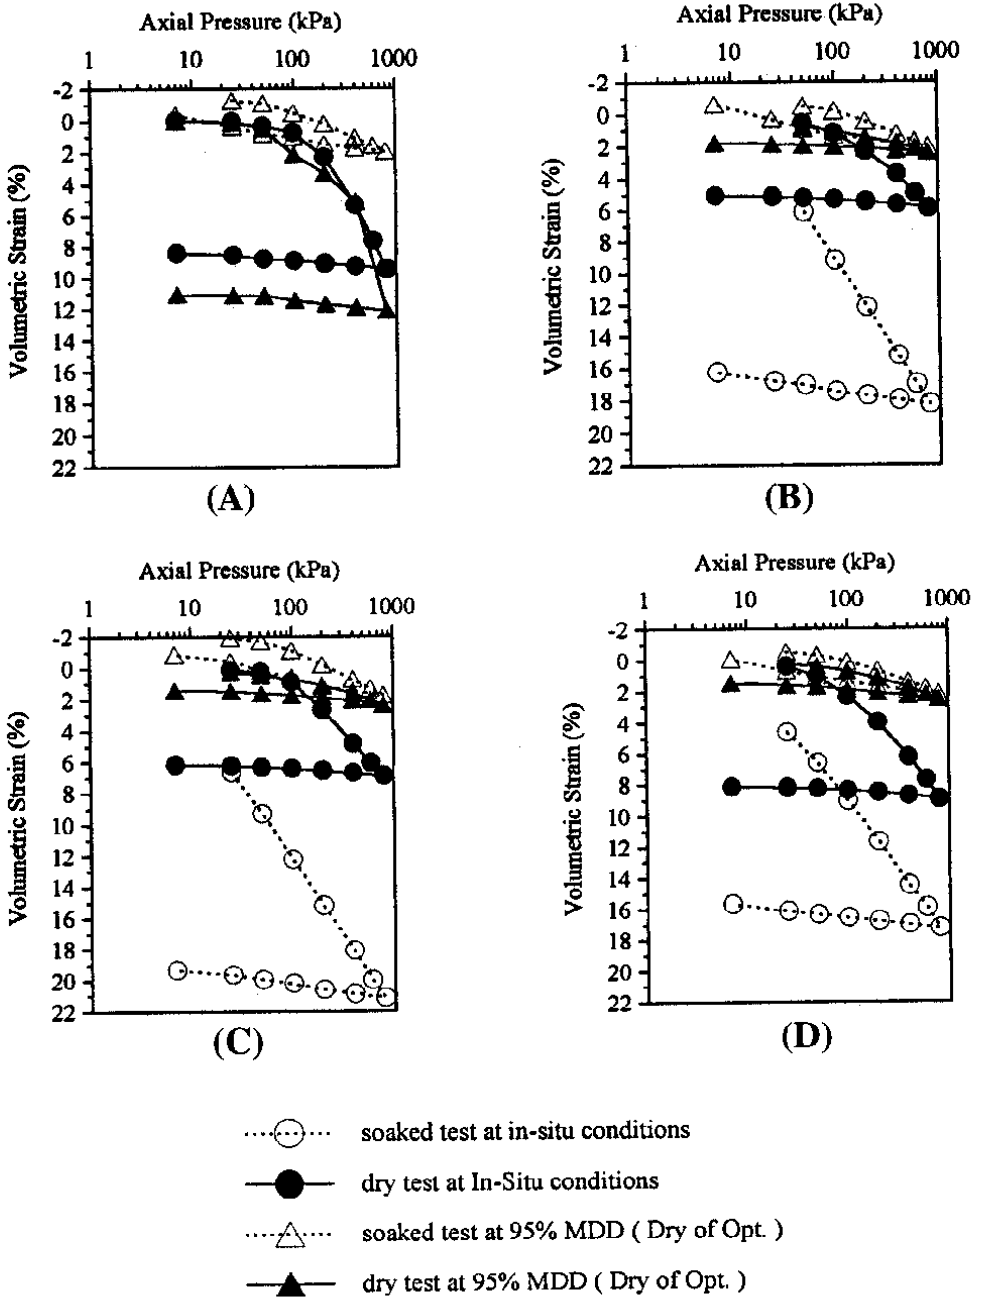 Axial Pressure (kPa)
1 10 100 1000
-2
0
2
4
6
8
10
12
14
16
18
20
22
Volumetric Strain (%)
(A)
Axial Pressure (kPa)
1 10 100 1000
-2
0
2
4
6
8
10
12
14
16
18
20
22
Volumetric Strain (%)
(B)
Axial Pressure (kPa)
1 10 100 1000
-2
0
2
4
6
8
10
12
14
16
18
20
22
Volumetric Strain (%)
(C)
Axial Pressure (kPa)
1 10 100 1000
-2
0
2
4
6
8
10
12
14
16
18
20
22
Volumetric Strain (%)
(D)
soaked test at in-situ conditions
dry test at In-Situ conditions
soaked test at 95% MDD ( Dry of Opt. )
dry test at 95% MDD ( Dry of Opt. )